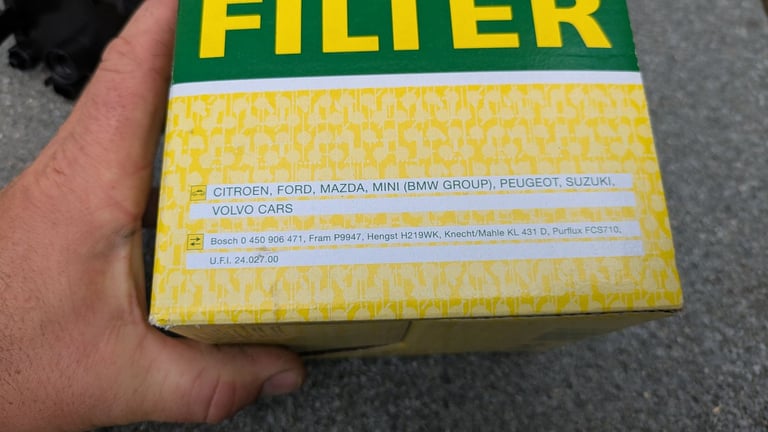 FILTER
CITROEN, FORD, MAZDA, MINI (BMW GROUP), PEUGEOT, SUZUKI,
VOLVO CARS
Bosch 0 450 906 471, Fram P9947, Hengst H219WK, Knecht/Mahle KL 431 D, Purflux FCS710,
U.F.I. 24.027.00